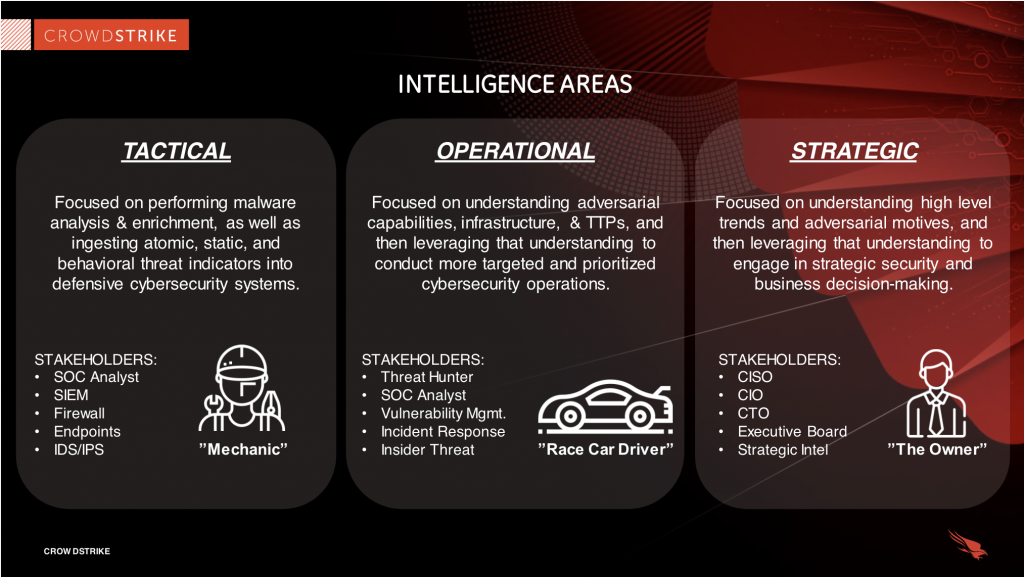 CROWDSTRIKE
INTELLIGENCE AREAS
TACTICAL
Focused on performing malware
analysis & enrichment, as well as
ingesting atomic, static, and
behavioral threat indicators into
defensive cybersecurity systems.
STAKEHOLDERS:
• SOC Analyst
• SIEM
• Firewall
• Endpoints
• IDS/IPS
”Mechanic”
OPERATIONAL
Focused on understanding adversarial
capabilities, infrastructure, & TTPs, and
then leveraging that understanding to
conduct more targeted and prioritized
cybersecurity operations.
STAKEHOLDERS:
• Threat Hunter
• SOC Analyst
• Vulnerability Mgmt.
• Incident Response
• Insider Threat
”Race Car Driver”
STRATEGIC
Focused on understanding high level
trends and adversarial motives, and
then leveraging that understanding to
engage in strategic security and
business decision-making.
STAKEHOLDERS:
• CISO
• CIO
• CTO
• Executive Board
• Strategic Intel
”The Owner”
CROWDSTRIKE